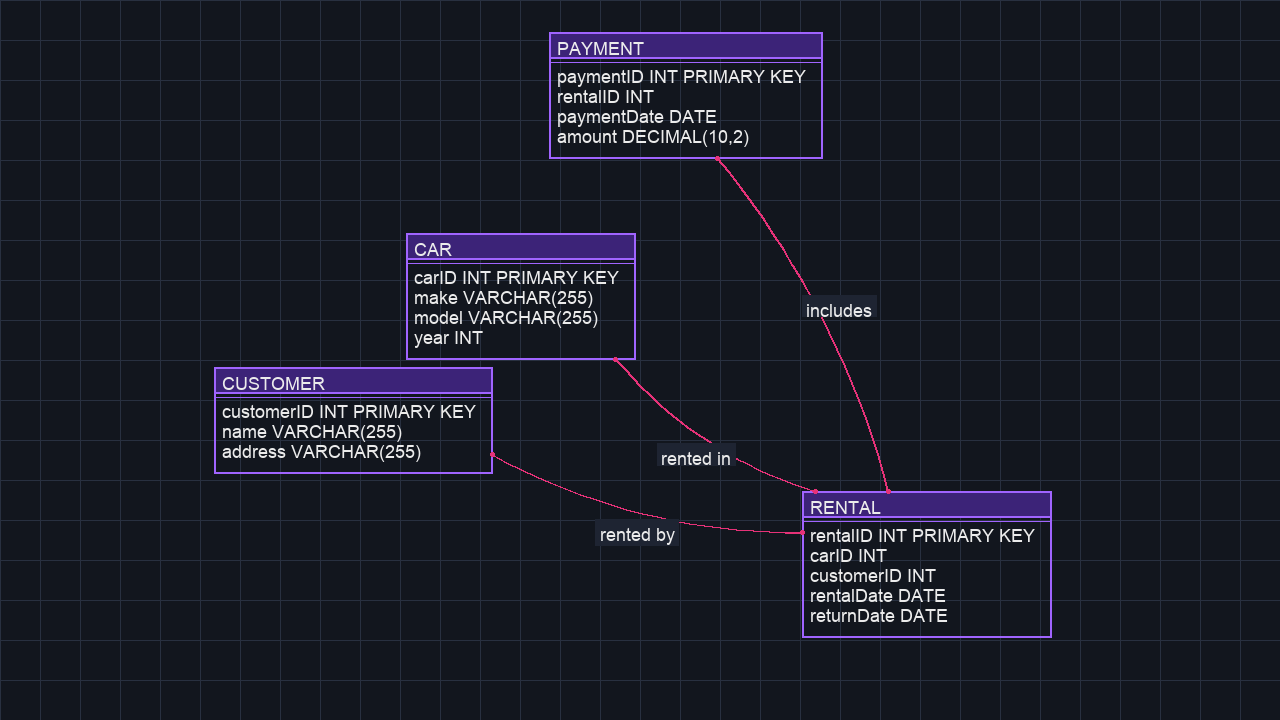 PAYMENT
paymentID INT PRIMARY KEY
rentalID INT
paymentDate DATE
amount DECIMAL(10,2)
CAR
carID INT PRIMARY KEY
make VARCHAR(255)
model VARCHAR(255)
year INT
includes
CUSTOMER
customerID INT PRIMARY KEY
name VARCHAR(255)
address VARCHAR(255)
rented in
rented by
RENTAL
rentalID INT PRIMARY KEY
carID INT
customerID INT
rentalDate DATE
returnDate DATE